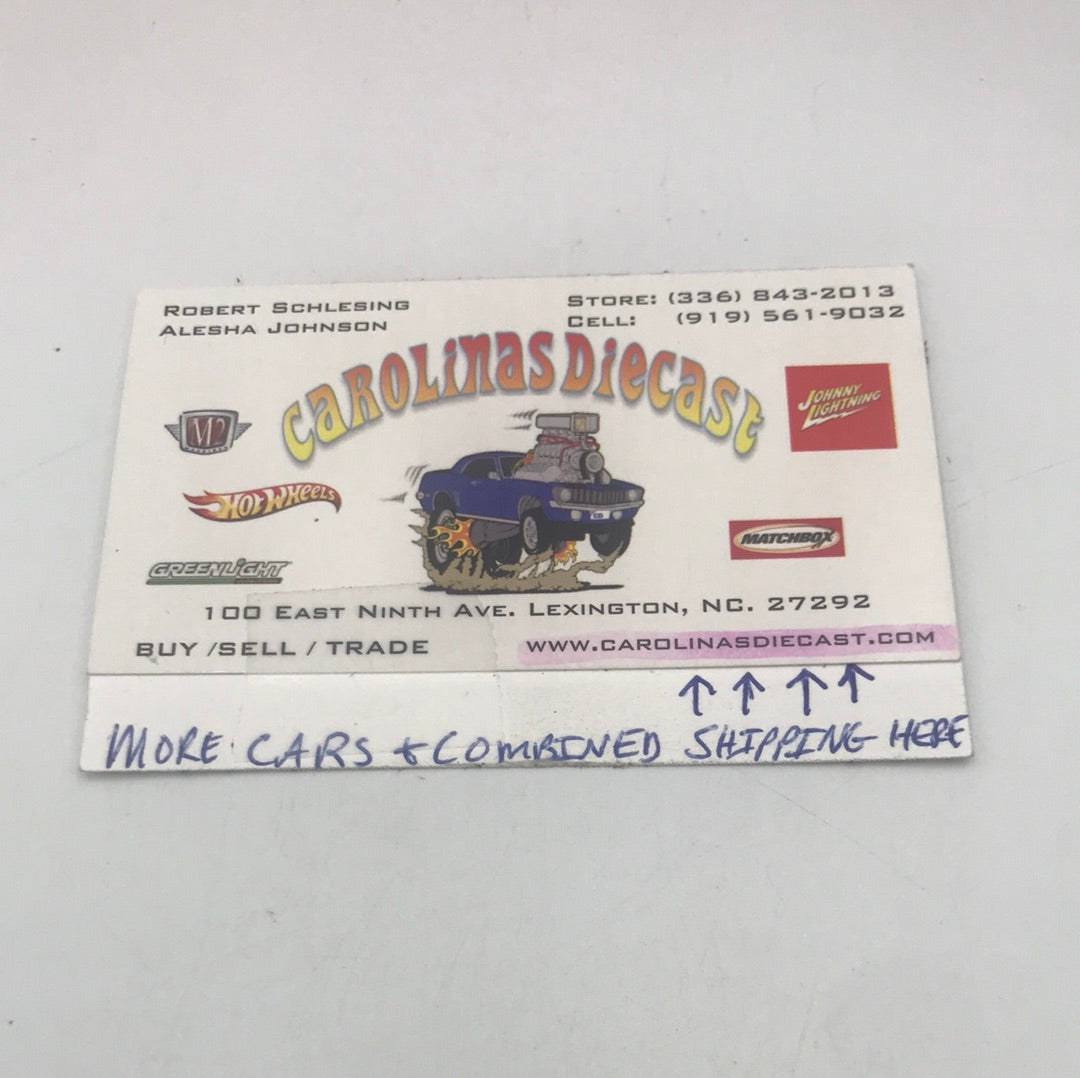 ROBERT SCHLESING
ALESHA JOHNSON
STORE: (336) 843-2013
CELL: (919) 561-9032
CAROLINAS DIECAST
M2
JOHNNY
LIGHTNING
HOT WHEELS
MATCHBOX
GREENLIGHT
100 EAST NINTH AVE. LEXINGTON, NC. 27292
BUY /SELL / TRADE
WWW.CAROLINASDIECAST.COM
↑ ↑ ↑ ↑
MORE CARS & COMBINED SHIPPING HERE